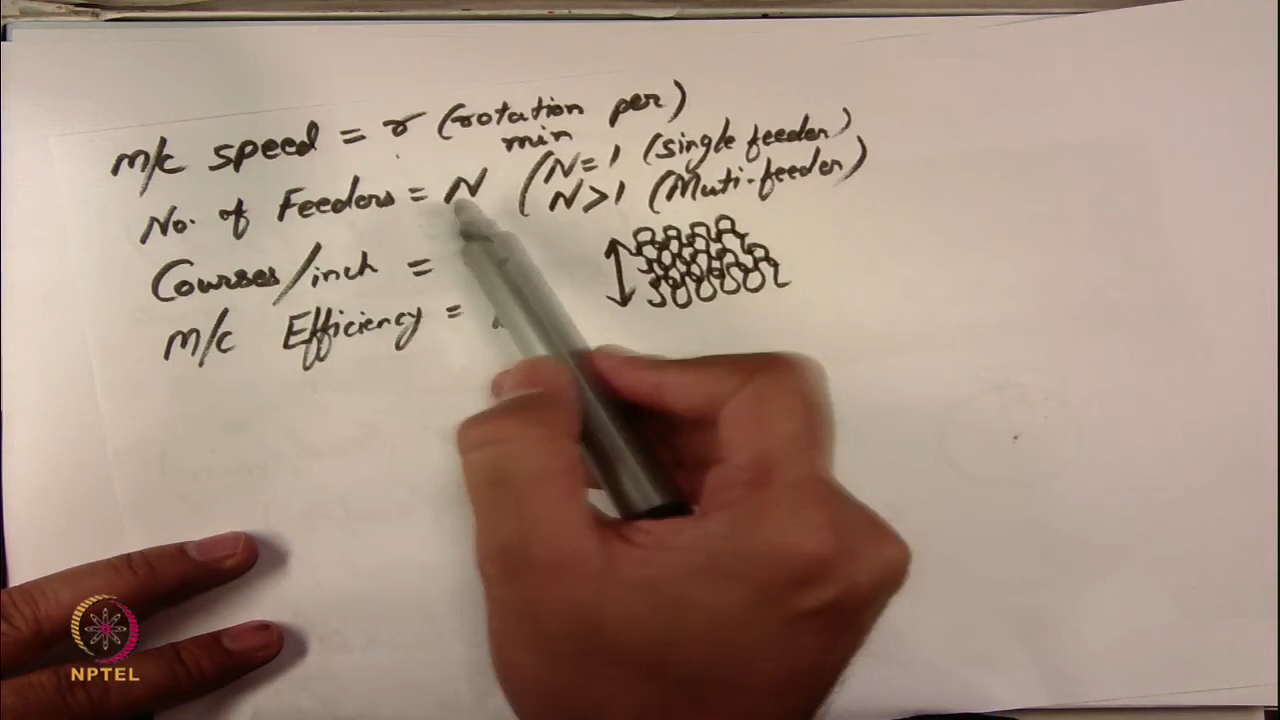 m/c speed = r (rotation per)
min
No. of Feeders = N (N=1 (single feeder)
N>1 (Muti-feeder)
Courses/inch =
m/c Efficiency =
NPTEL